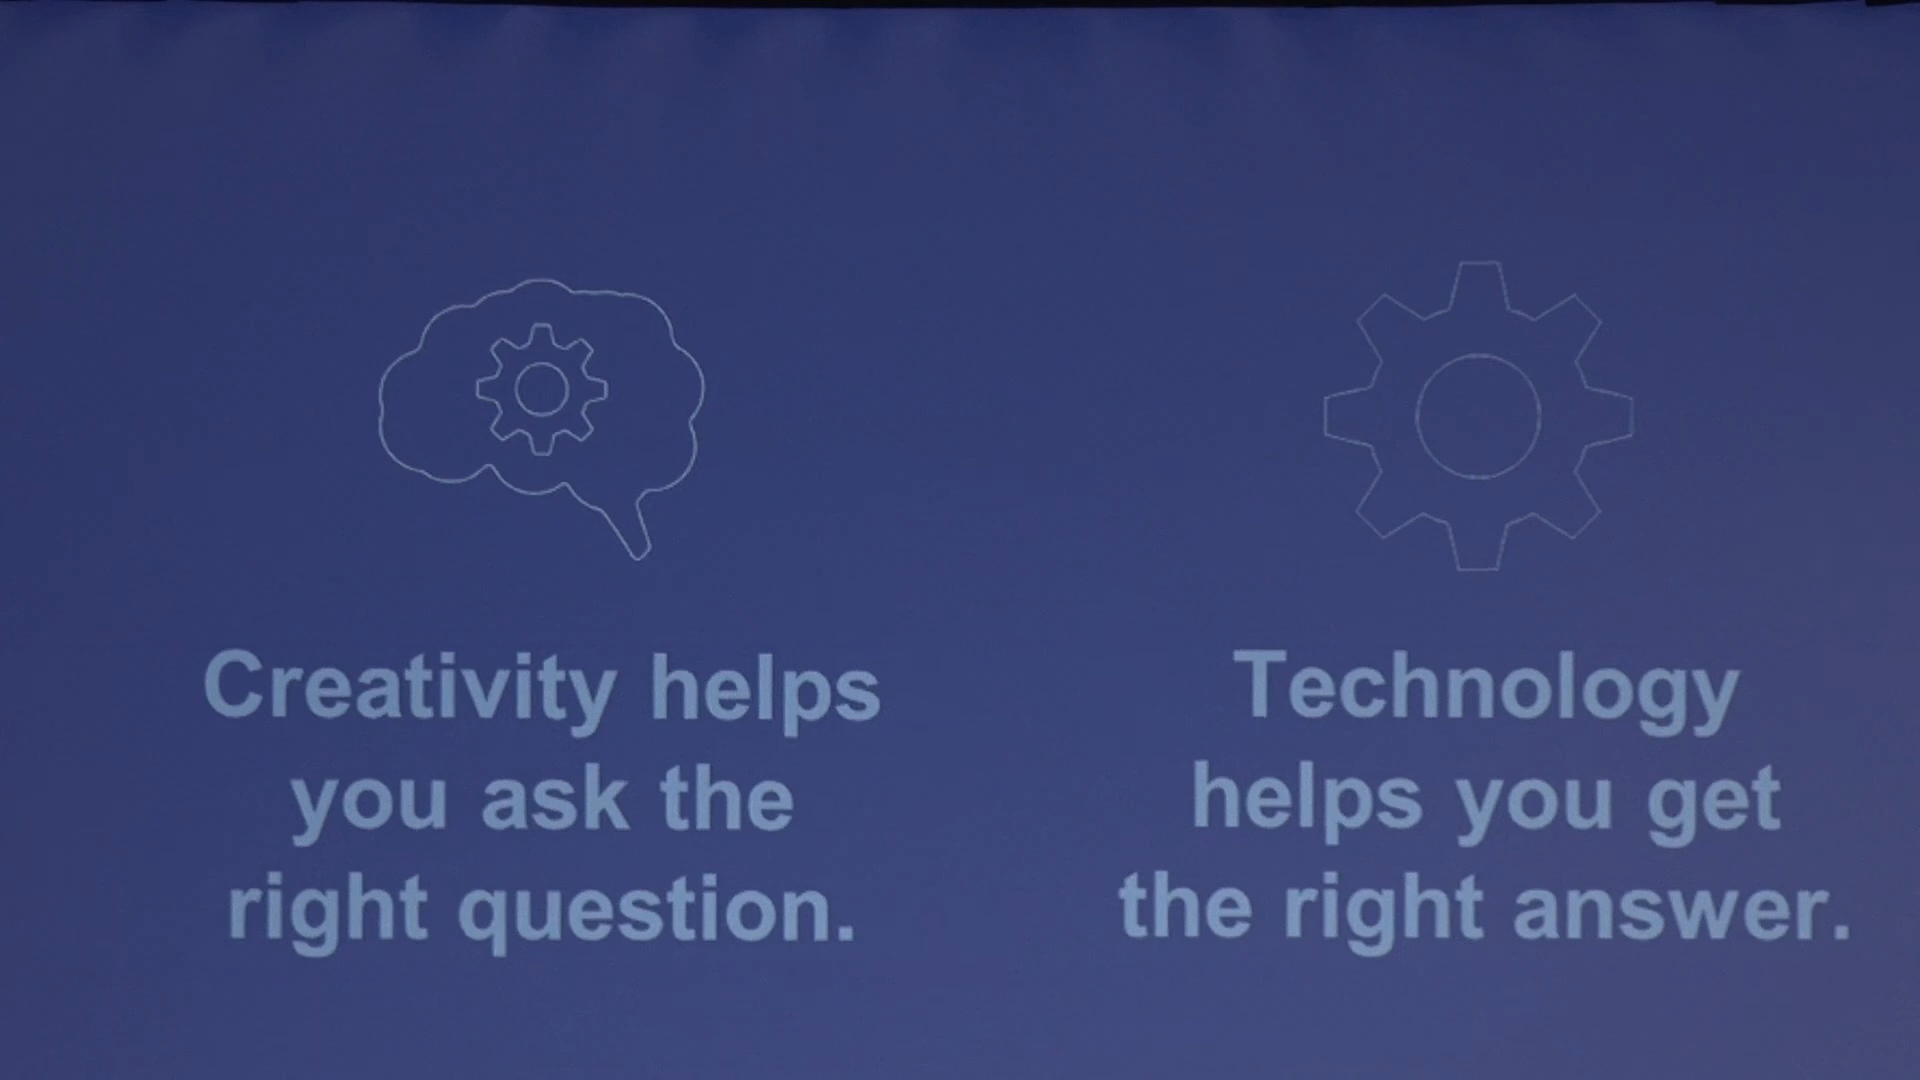 Creativity helps
you ask the
right question.
Technology
helps you get
the right answer.